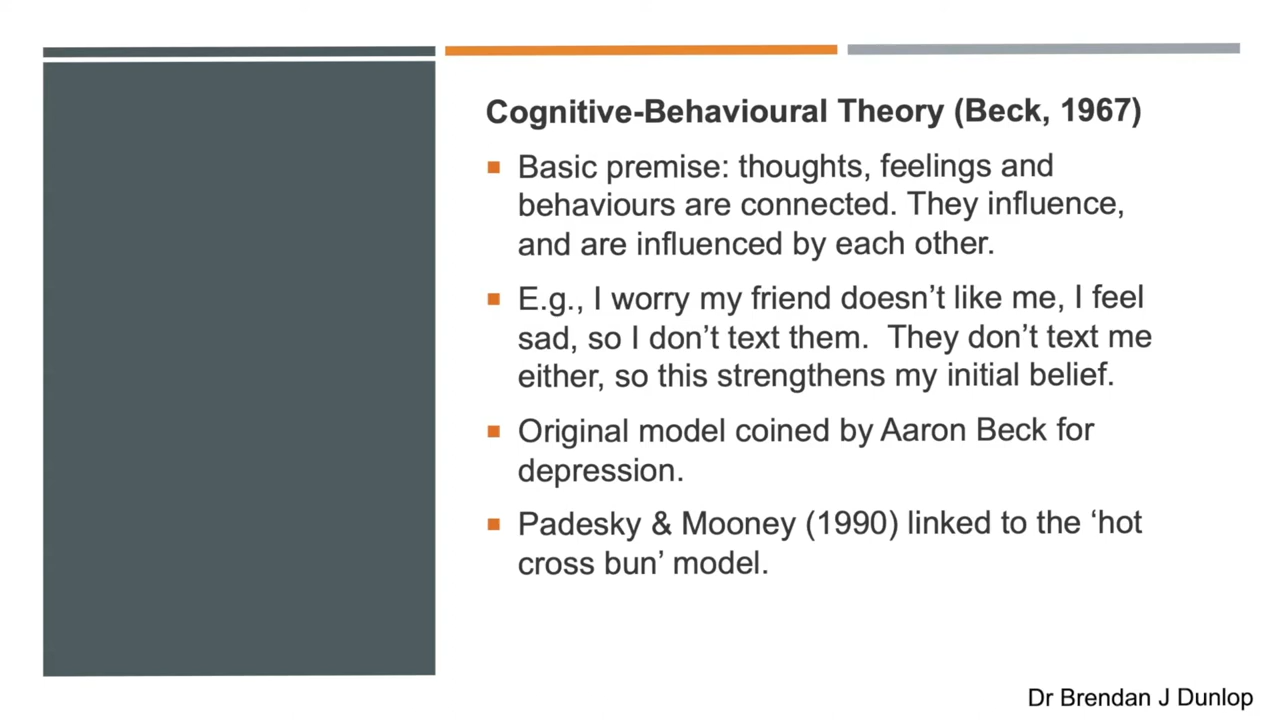 Cognitive-Behavioural Theory (Beck, 1967)
Basic premise: thoughts, feelings and
behaviours are connected. They influence,
and are influenced by each other.
E.g., I worry my friend doesn’t like me, I feel
sad, so I don’t text them.  They don’t text me
either, so this strengthens my initial belief.
Original model coined by Aaron Beck for
depression.
Padesky & Mooney (1990) linked to the ‘hot
cross bun’ model.
Dr Brendan J Dunlop